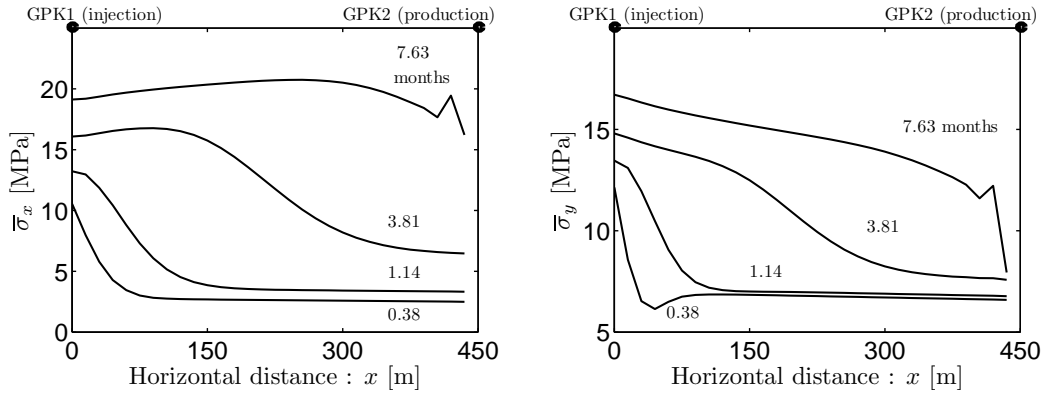 GPK1 (injection) GPK2 (production)
7.63
months
3.81
1.14
0.38
20
15
10
5
0
0 150 300 450
σ̅x [MPa]
Horizontal distance : x [m]
GPK1 (injection) GPK2 (production)
7.63 months
3.81
1.14
0.38
15
10
5
0 150 300 450
σ̅y [MPa]
Horizontal distance : x [m]